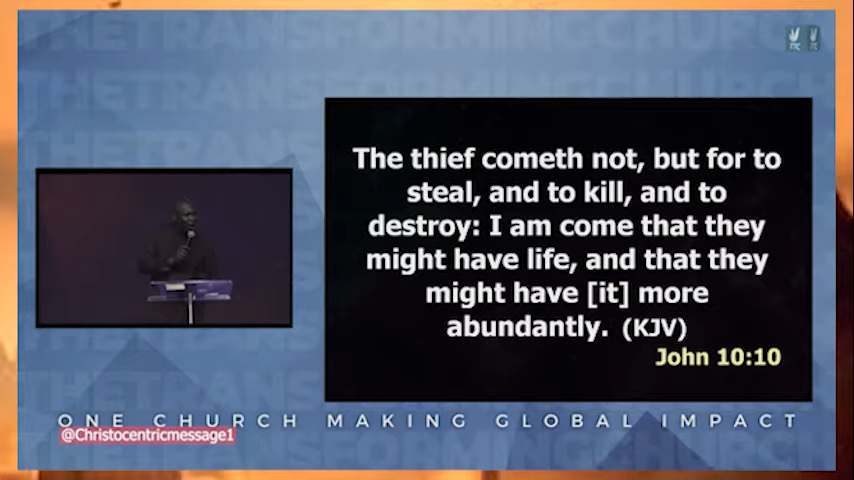 THETRANSFORMINGCHURCH
The thief cometh not, but for to
steal, and to kill, and to
destroy: I am come that they
might have life, and that they
might have [it] more
abundantly. (KJV)
John 10:10
ONE CHURCH MAKING GLOBAL IMPACT
@Christocentricmessage1